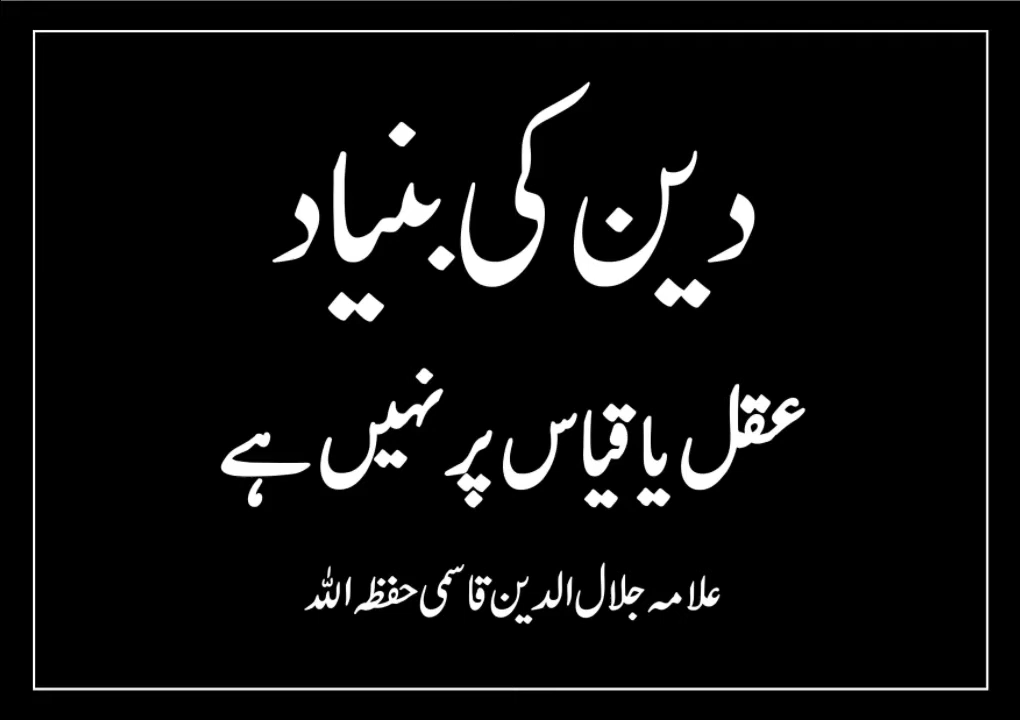 دین کی بنیاد
عقل یا قیاس پر نہیں ہے
علامہ جلال الدین قاسمی حفظہ اللہ